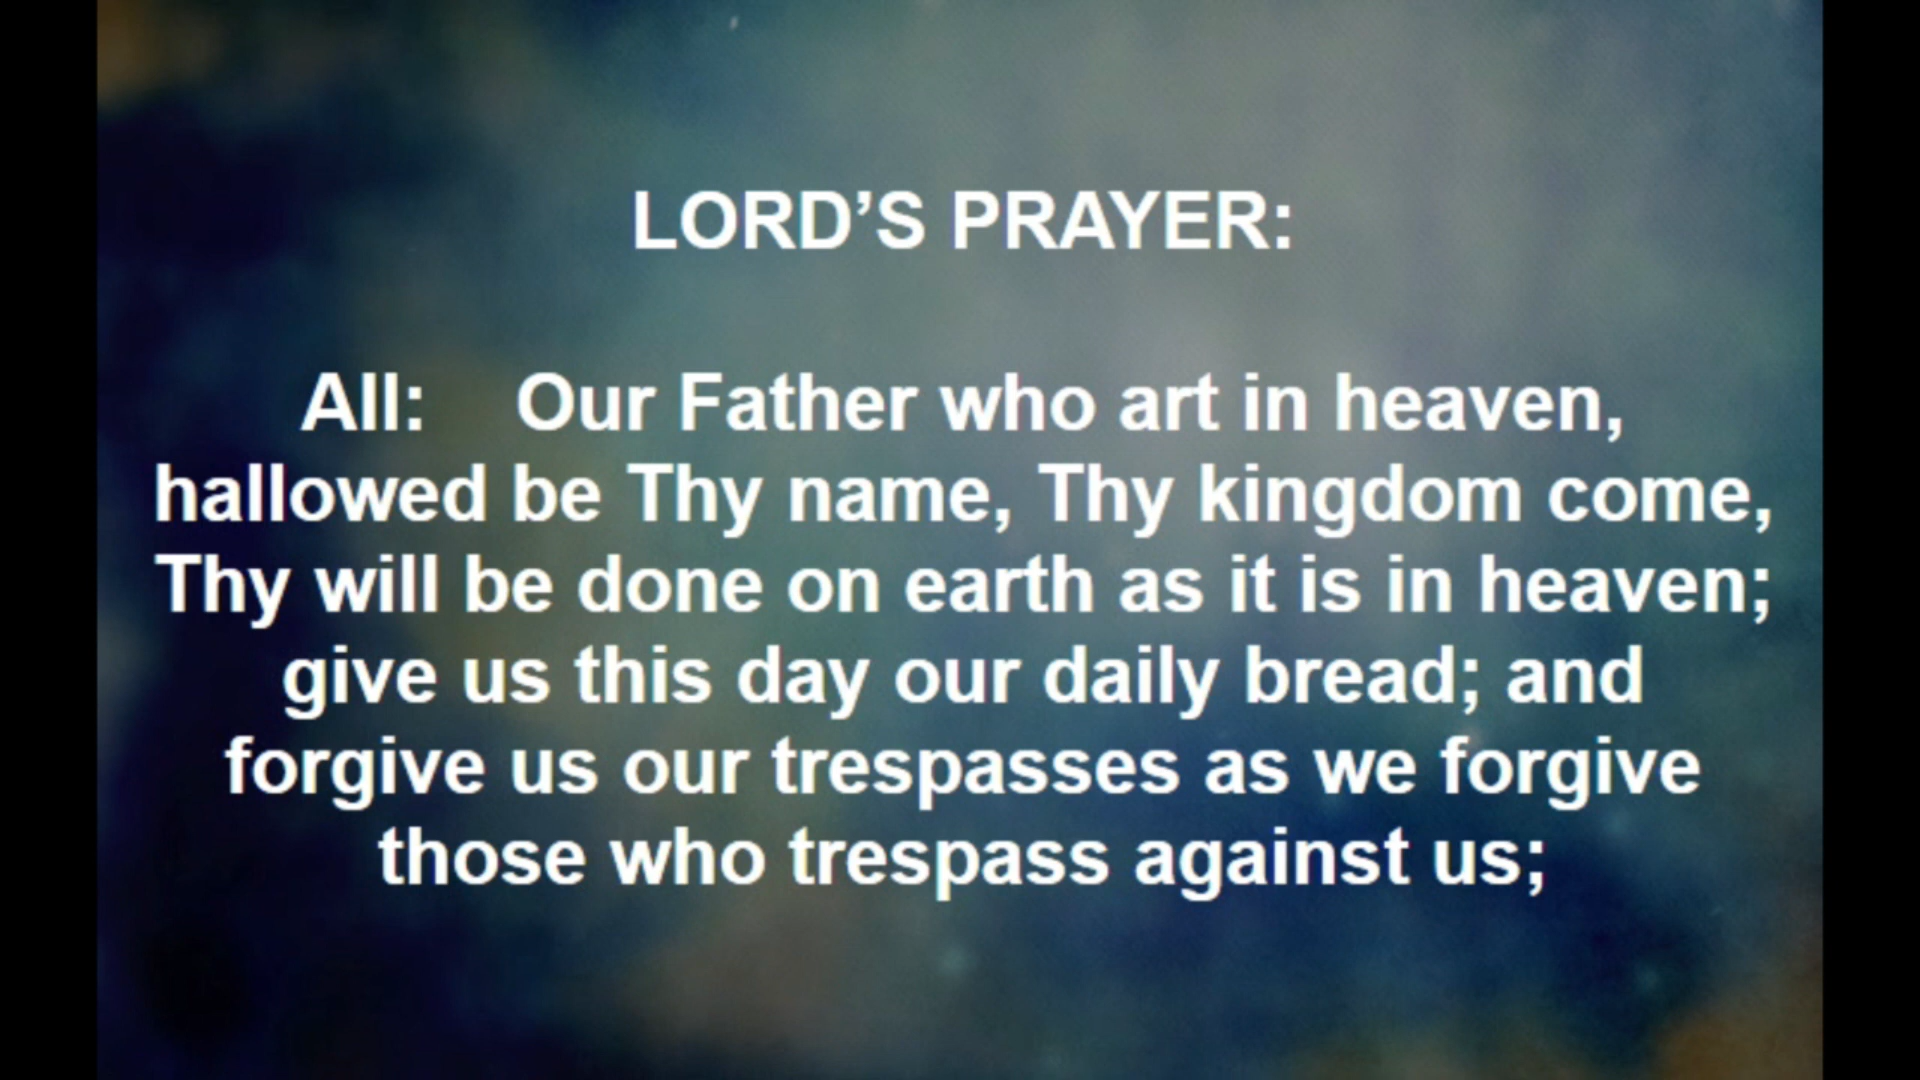 LORD’S PRAYER:
All: Our Father who art in heaven,
hallowed be Thy name, Thy kingdom come,
Thy will be done on earth as it is in heaven;
give us this day our daily bread; and
forgive us our trespasses as we forgive
those who trespass against us;